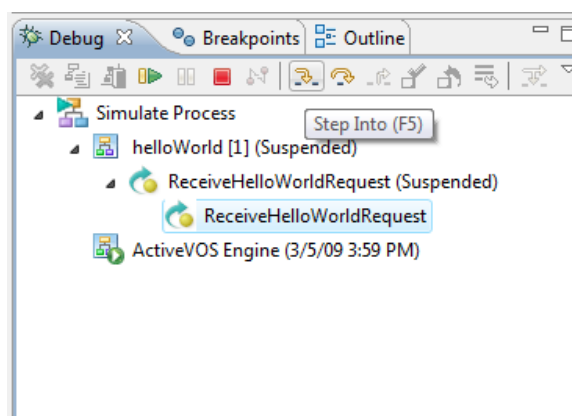 Debug Breakpoints Outline
Simulate Process
Step Into (F5)
helloWorld [1] (Suspended)
ReceiveHelloWorldRequest (Suspended)
ReceiveHelloWorldRequest
ActiveVOS Engine (3/5/09 3:59 PM)